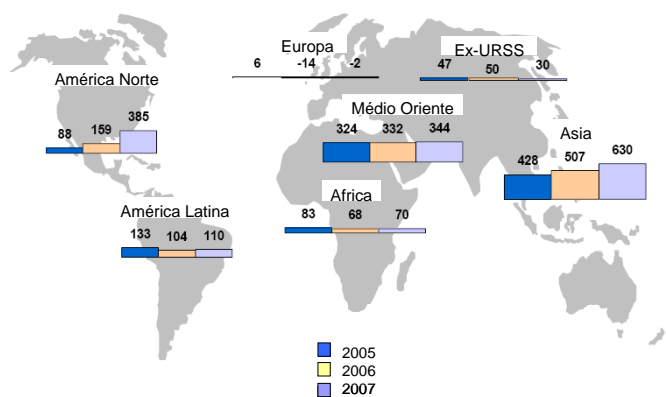 Europa
6 -14 -2
Ex-URSS
47 50 30
América Norte
88 159 385
Médio Oriente
324 332 344
Asia
428 507 630
Africa
83 68 70
América Latina
133 104 110
2005
2006
2007